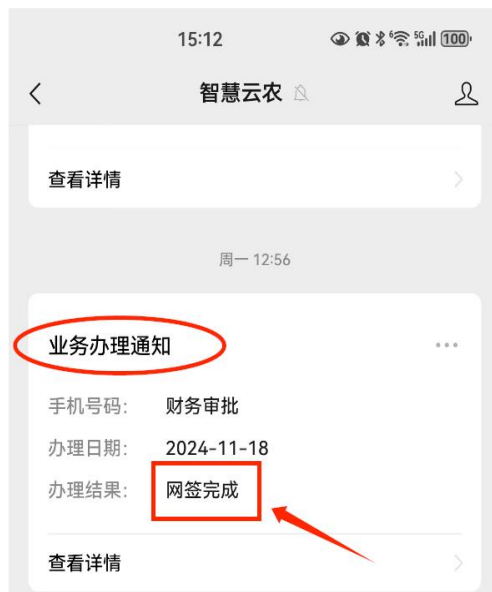 15:12
6 5G 100
智慧云农
查看详情
周一 12:56
业务办理通知
手机号码： 财务审批
办理日期： 2024-11-18
办理结果： 网签完成
查看详情